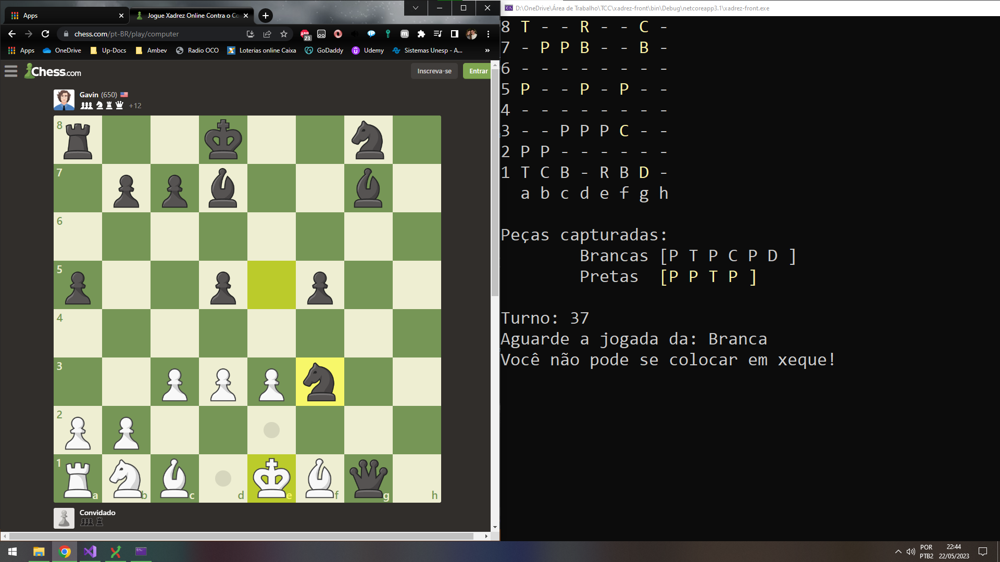 Apps
Jogue Xadrez Online Contra o Co
chess.com/pt-BR/play/computer
23
Apps
OneDrive
Up-Docs
Ambev
Radio OCO
Loterias online Caixa
GoDaddy
Udemy
Sistemas Unesp - A...
»
Chess.com
Inscreva-se
Entrar
Gavin (650)
+12
8
7
6
5
4
3
2
1
a b c d e f g h
Convidado
D:\OneDrive\Área de Trabalho\TCC\xadrez-front\bin\Debug\netcoreapp3.1\xadrez-front.exe
8 T - - R - - C -
7 - P P B - - B -
6 - - - - - - - -
5 P - - P - P - -
4 - - - - - - - -
3 - - P P P C - -
2 P P - - - - - -
1 T C B - R B D -
a b c d e f g h
Peças capturadas:
Brancas [P T P C P D ]
Pretas [P P T P ]
Turno: 37
Aguarde a jogada da: Branca
Você não pode se colocar em xeque!
POR
PTB2
22:44
22/05/2023